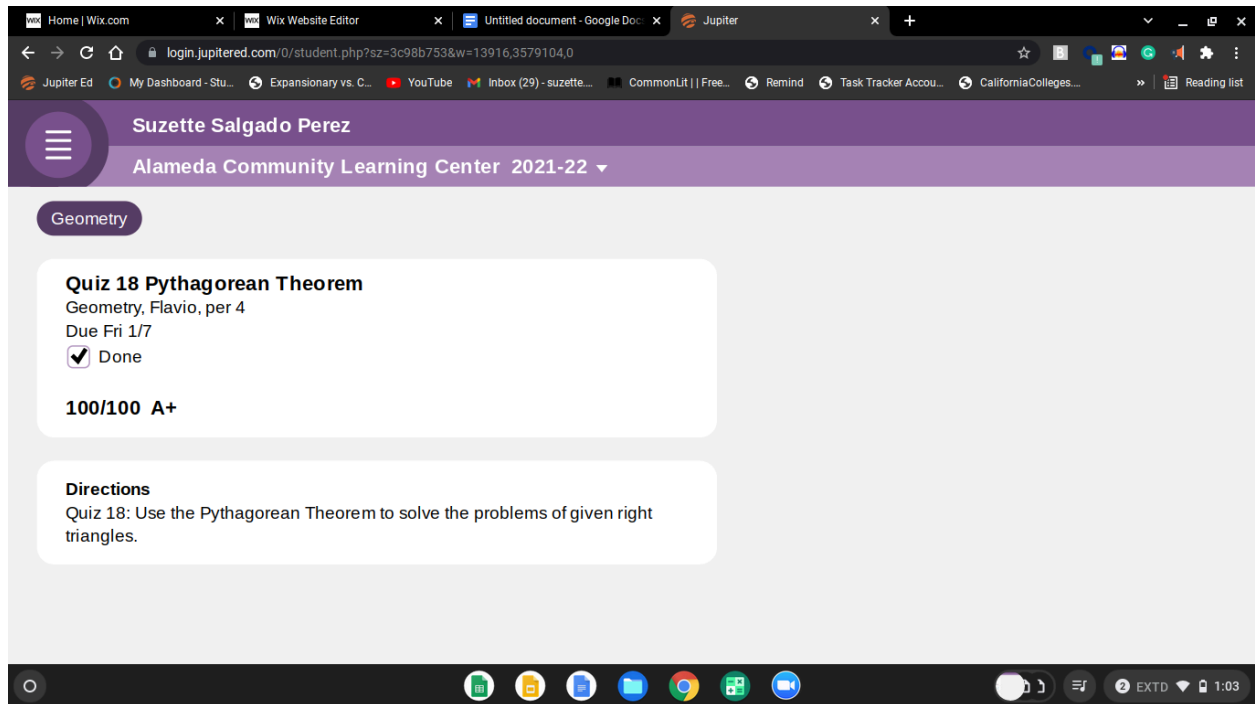 Home | Wix.com
Wix Website Editor
Untitled document - Google Doc
Jupiter
login.jupitered.com/0/student.php?sz=3c98b753&w=13916,3579104,0
Jupiter Ed My Dashboard - Stu... Expansionary vs. C... YouTube Inbox (29) - suzette.... CommonLit | | Free... Remind Task Tracker Accou... CaliforniaColleges.... » Reading list
Suzette Salgado Perez
Alameda Community Learning Center 2021-22
Geometry
Quiz 18 Pythagorean Theorem
Geometry, Flavio, per 4
Due Fri 1/7
Done
100/100 A+
Directions
Quiz 18: Use the Pythagorean Theorem to solve the problems of given right
triangles.
2 EXTD 1:03